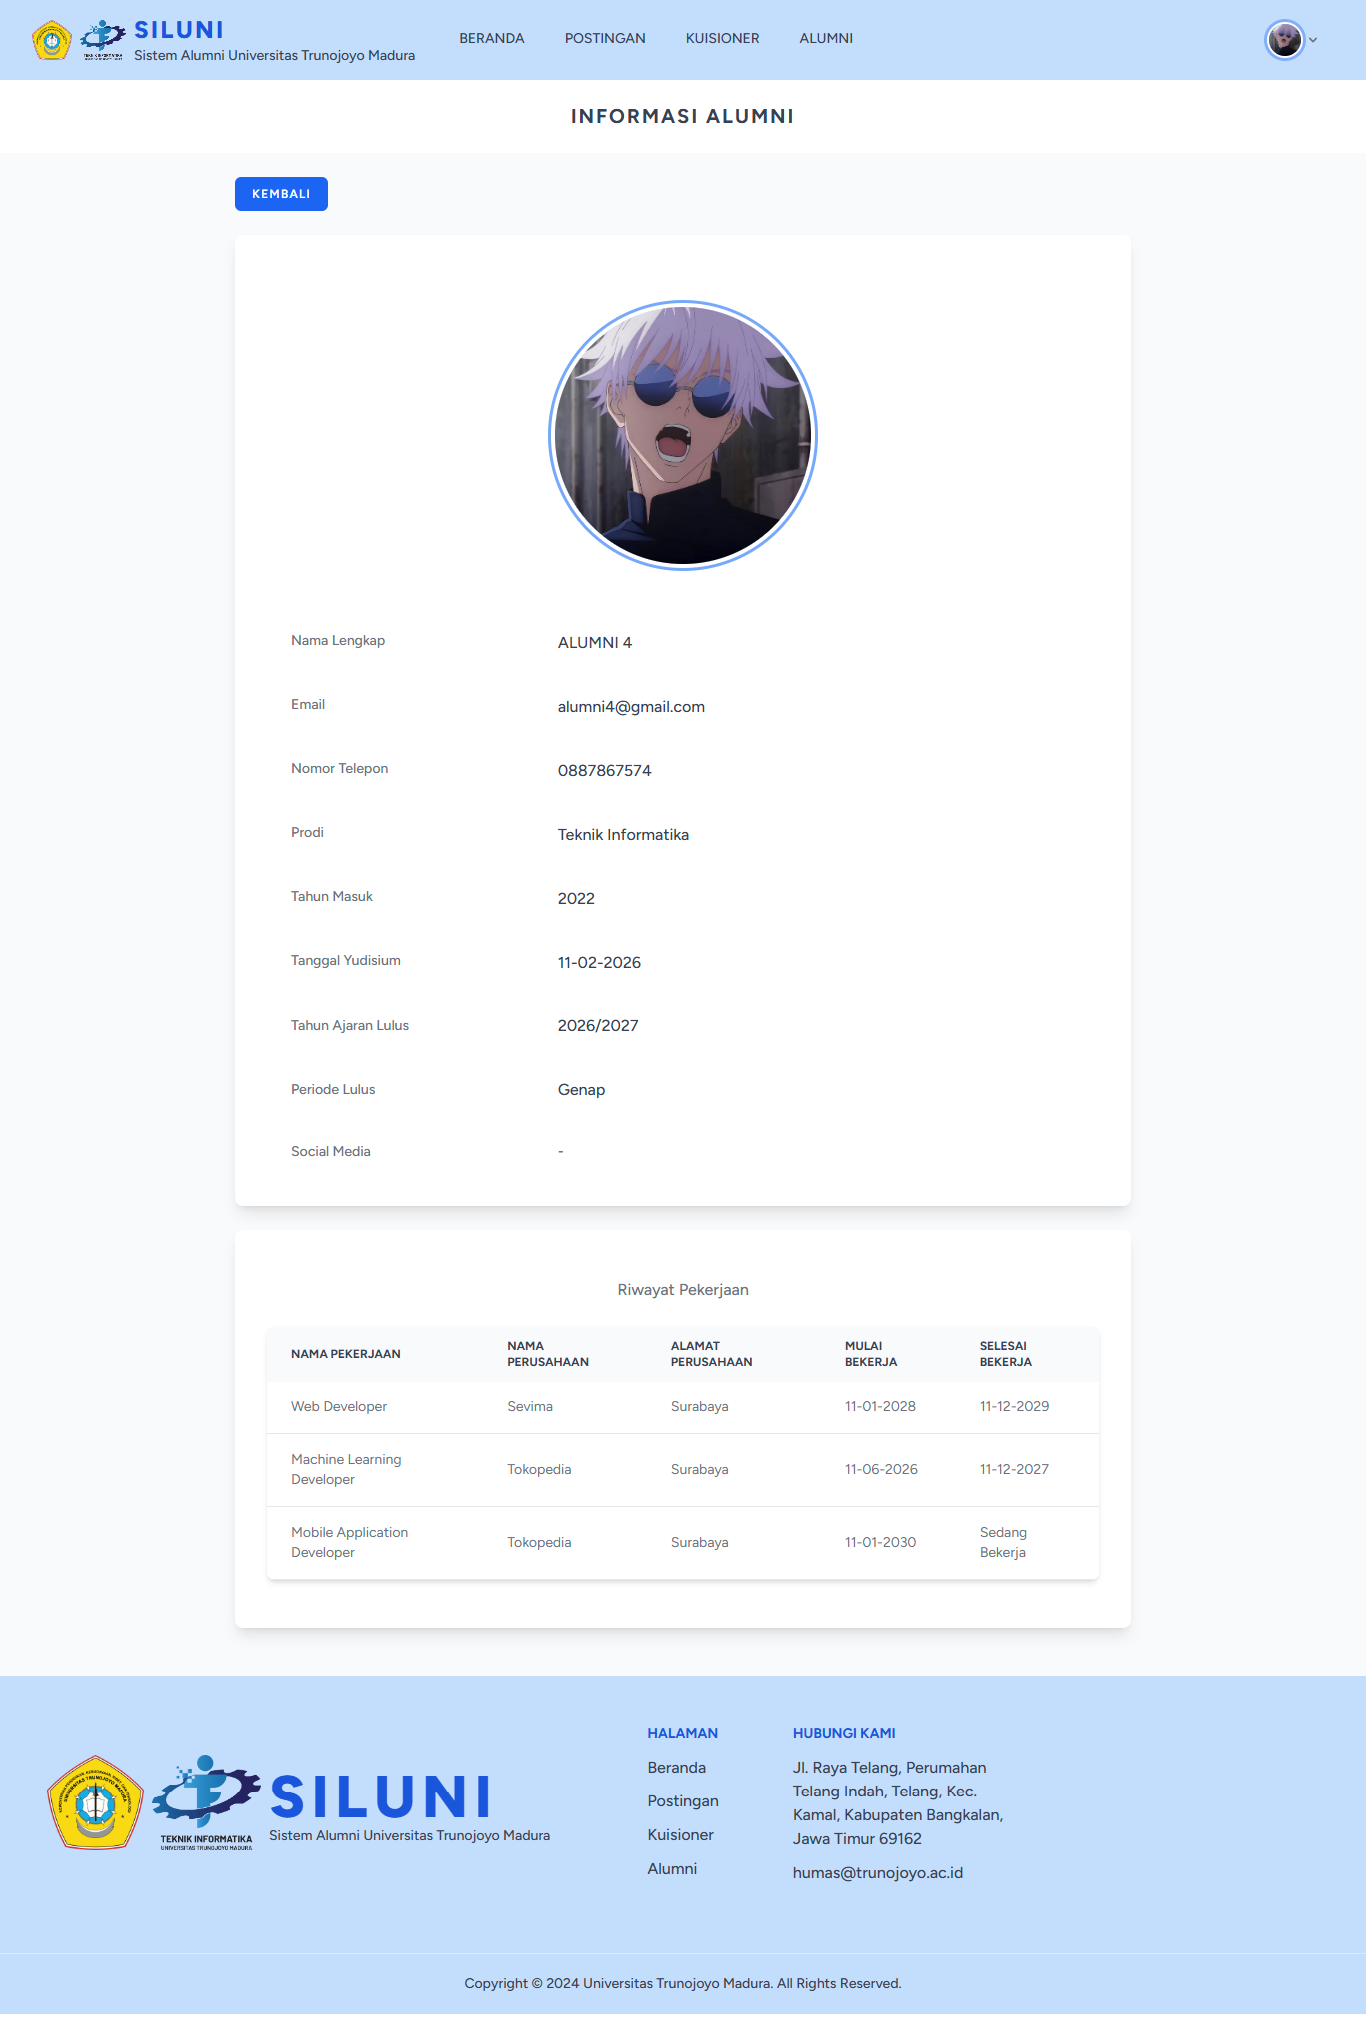 SILUNI
Sistem Alumni Universitas Trunojoyo Madura
BERANDA
POSTINGAN
KUISIONER
ALUMNI
INFORMASI ALUMNI
KEMBALI
Nama Lengkap ALUMNI 4
Email alumni4@gmail.com
Nomor Telepon 0887867574
Prodi Teknik Informatika
Tahun Masuk 2022
Tanggal Yudisium 11-02-2026
Tahun Ajaran Lulus 2026/2027
Periode Lulus Genap
Social Media -
Riwayat Pekerjaan
NAMA PEKERJAAN
NAMA
PERUSAHAAN
ALAMAT
PERUSAHAAN
MULAI
BEKERJA
SELESAI
BEKERJA
Web Developer Sevima Surabaya 11-01-2028 11-12-2029
Machine Learning
Developer
Tokopedia Surabaya 11-06-2026 11-12-2027
Mobile Application
Developer
Tokopedia Surabaya 11-01-2030
Sedang
Bekerja
TEKNIK INFORMATIKA
UNIVERSITAS TRUNOJOYO MADURA
SILUNI
Sistem Alumni Universitas Trunojoyo Madura
HALAMAN
Beranda
Postingan
Kuisioner
Alumni
HUBUNGI KAMI
Jl. Raya Telang, Perumahan
Telang Indah, Telang, Kec.
Kamal, Kabupaten Bangkalan,
Jawa Timur 69162
humas@trunojoyo.ac.id
Copyright © 2024 Universitas Trunojoyo Madura. All Rights Reserved.